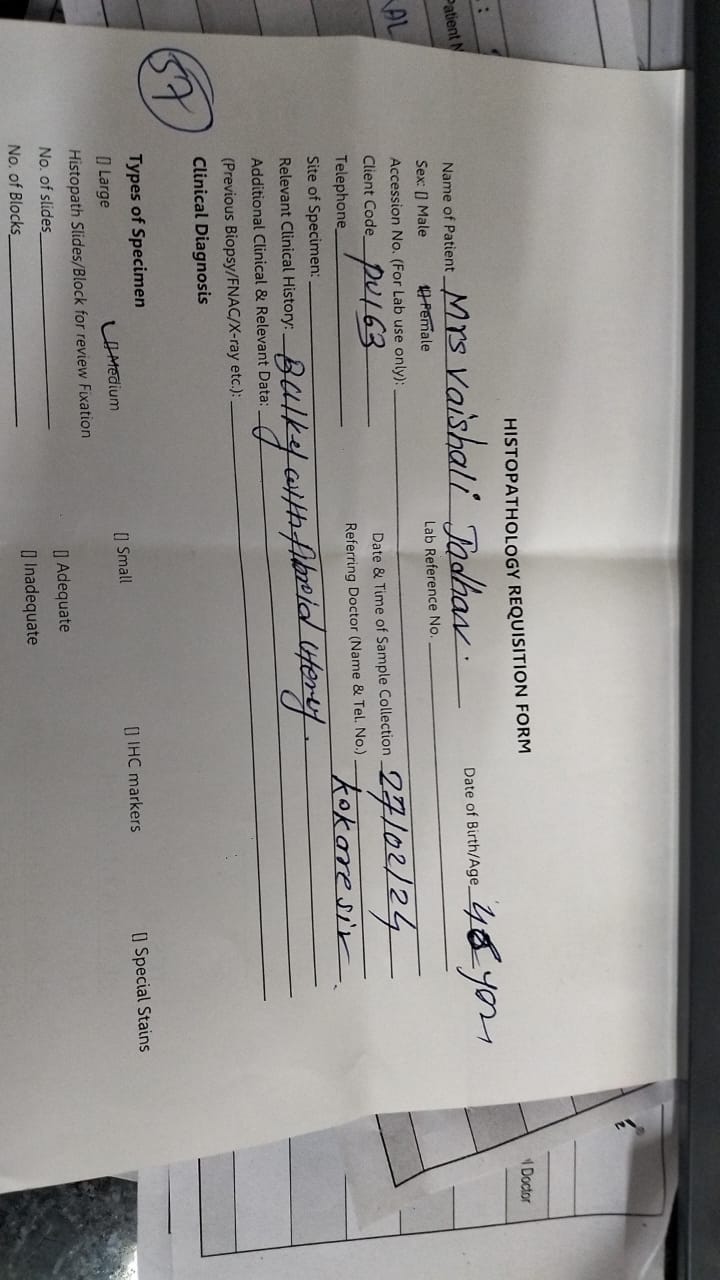 HISTOPATHOLOGY REQUISITION FORM
Name of Patient Mrs Vaishali Jadhav. Date of Birth/Age 48 yon
Sex: [] Male [] Female Lab Reference No.
Accession No. (For Lab use only): Date & Time of Sample Collection 27/02/24
Client Code PU163 Referring Doctor (Name & Tel. No.) kokare sir
Telephone
Site of Specimen:
Relevant Clinical History: Bulkey with fibroid uterus.
Additional Clinical & Relevant Data:
(Previous Biopsy/FNAC/X-ray etc.):
Clinical Diagnosis
57
Types of Specimen
[] Large [] Medium [] Small [] IHC markers [] Special Stains
Histopath Slides/Block for review Fixation
No. of slides [] Adequate
No. of Blocks [] Inadequate
Patient N
RAL
Doctor